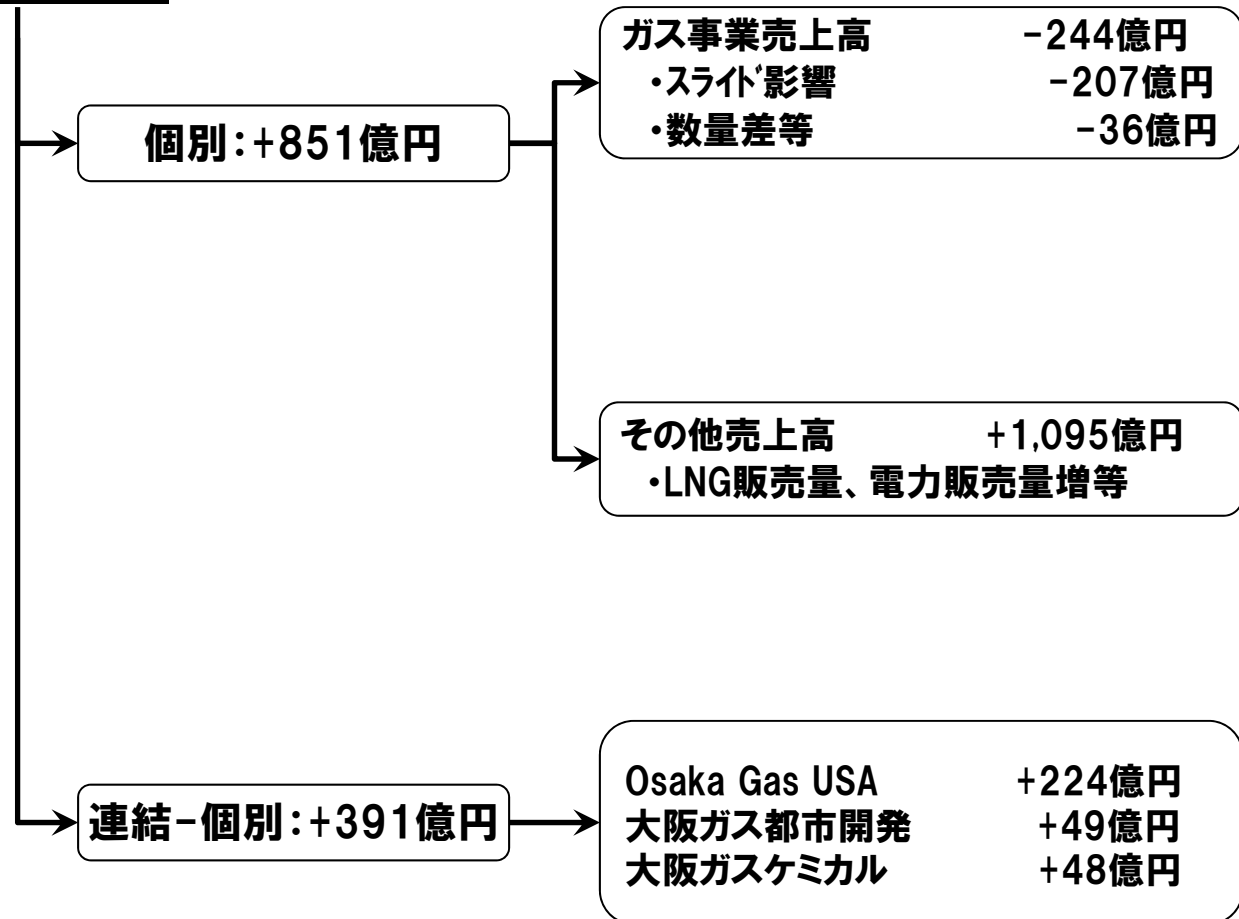 個別:+851億円
ガス事業売上高 -244億円
・スライド影響 -207億円
・数量差等 -36億円
その他売上高 +1,095億円
・LNG販売量、電力販売量増等
連結-個別:+391億円
Osaka Gas USA +224億円
大阪ガス都市開発 +49億円
大阪ガスケミカル +48億円